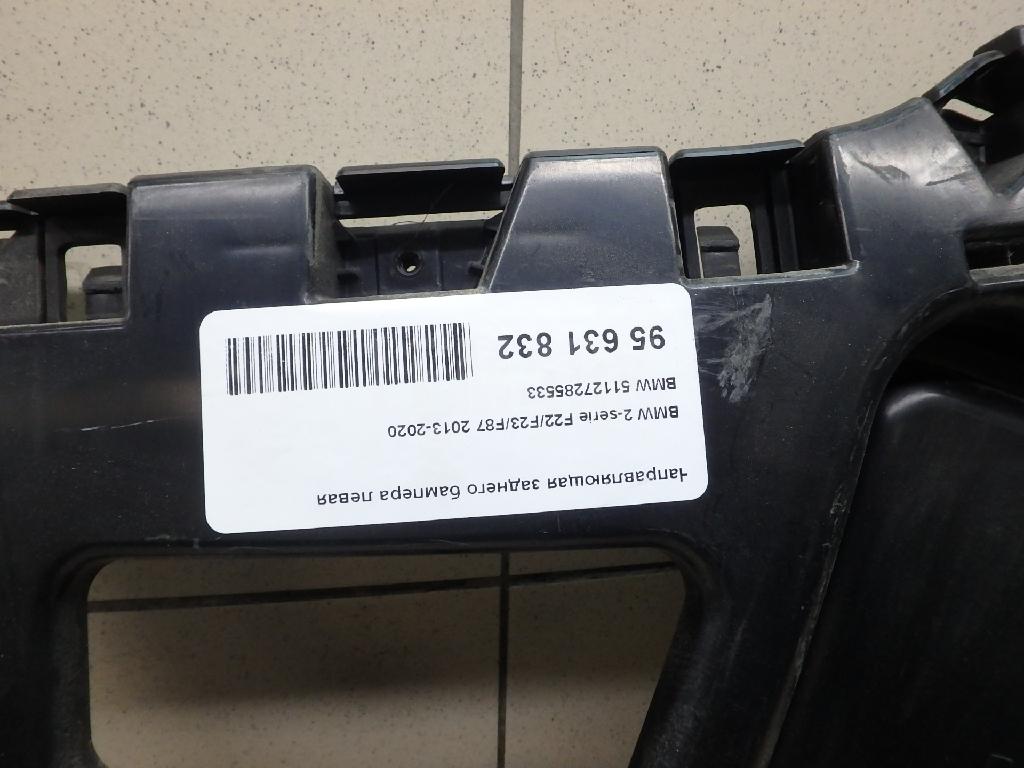 Направляющая заднего бампера левая
BMW 2-serie F22/F23/F87 2013-2020
BMW 51127285533
95 631 832